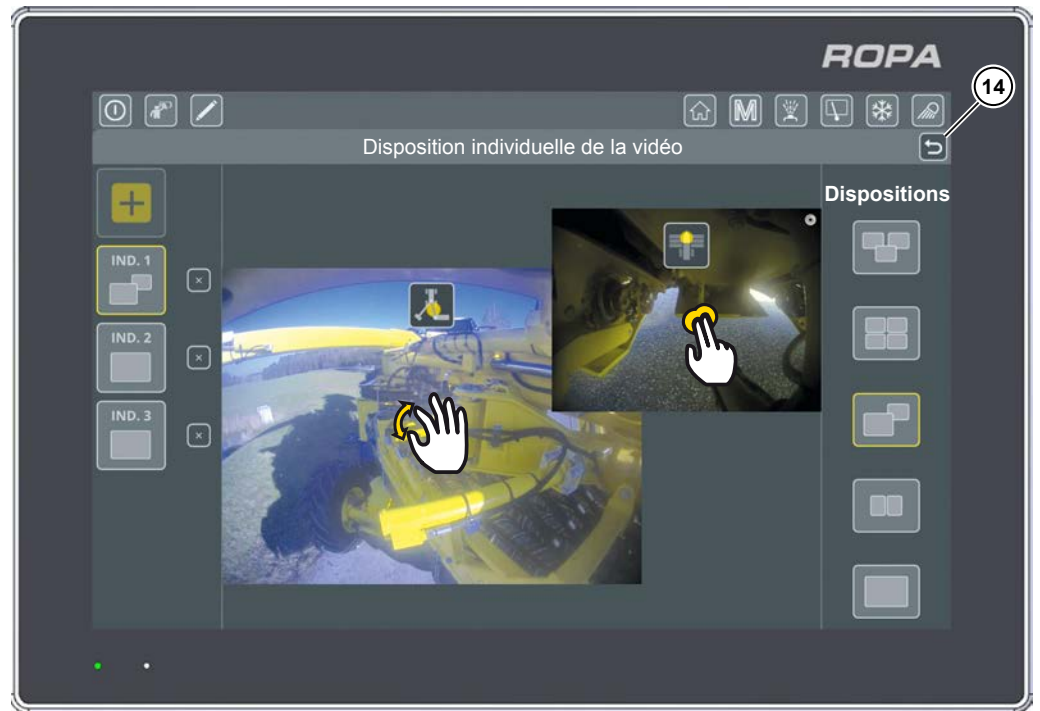 ROPA
14
M
Disposition individuelle de la vidéo
Dispositions
IND. 1
IND. 2
IND. 3